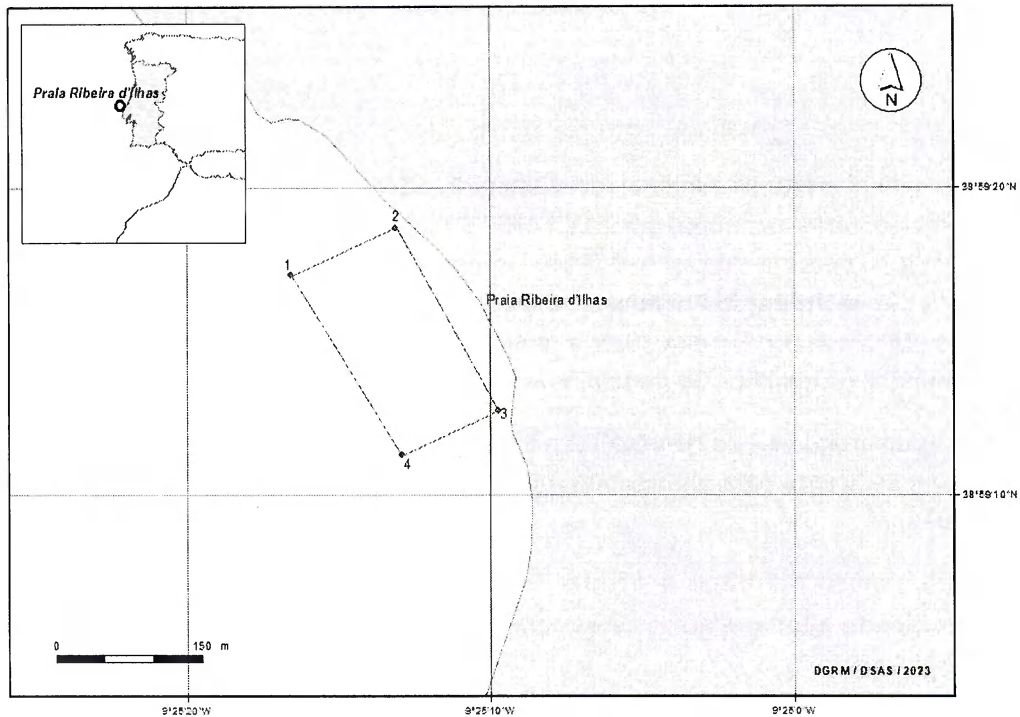 Praia Ribeira d'Ilhas
N
38°59'20"N
2
1
Praia Ribeira d'Ilhas
3
4
38°59'10"N
0 150 m
DGRM / DSAS / 2023
9°25'20"W 9°25'10"W 9°25'0"W